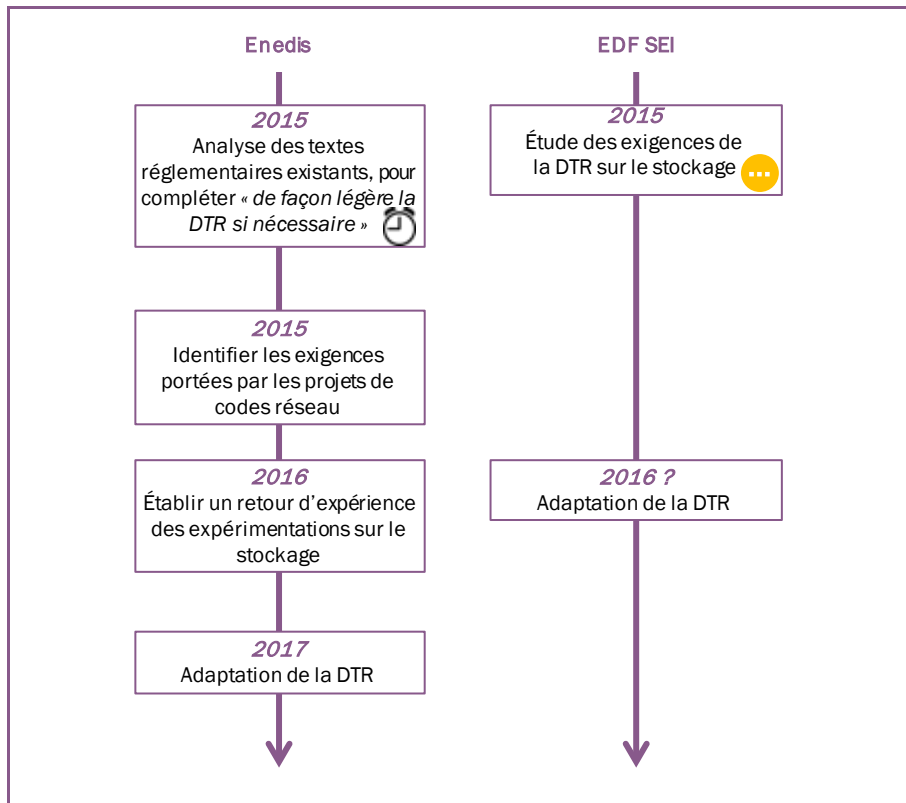 Enedis
2015
Analyse des textes
réglementaires existants, pour
compléter « de façon légère la
DTR si nécessaire »
2015
Identifier les exigences
portées par les projets de
codes réseau
2016
Établir un retour d'expérience
des expérimentations sur le
stockage
2017
Adaptation de la DTR
EDF SEI
2015
Étude des exigences de
la DTR sur le stockage
...
2016 ?
Adaptation de la DTR